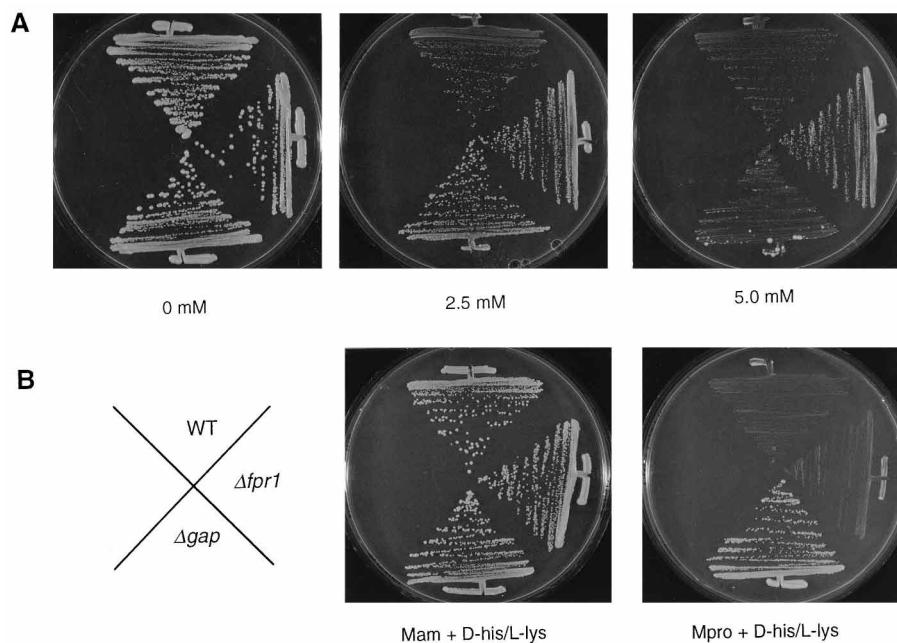 A
0 mM
2.5 mM
5.0 mM
B
WT
Δfpr1
Δgap
Mam + D-his/L-lys
Mpro + D-his/L-lys